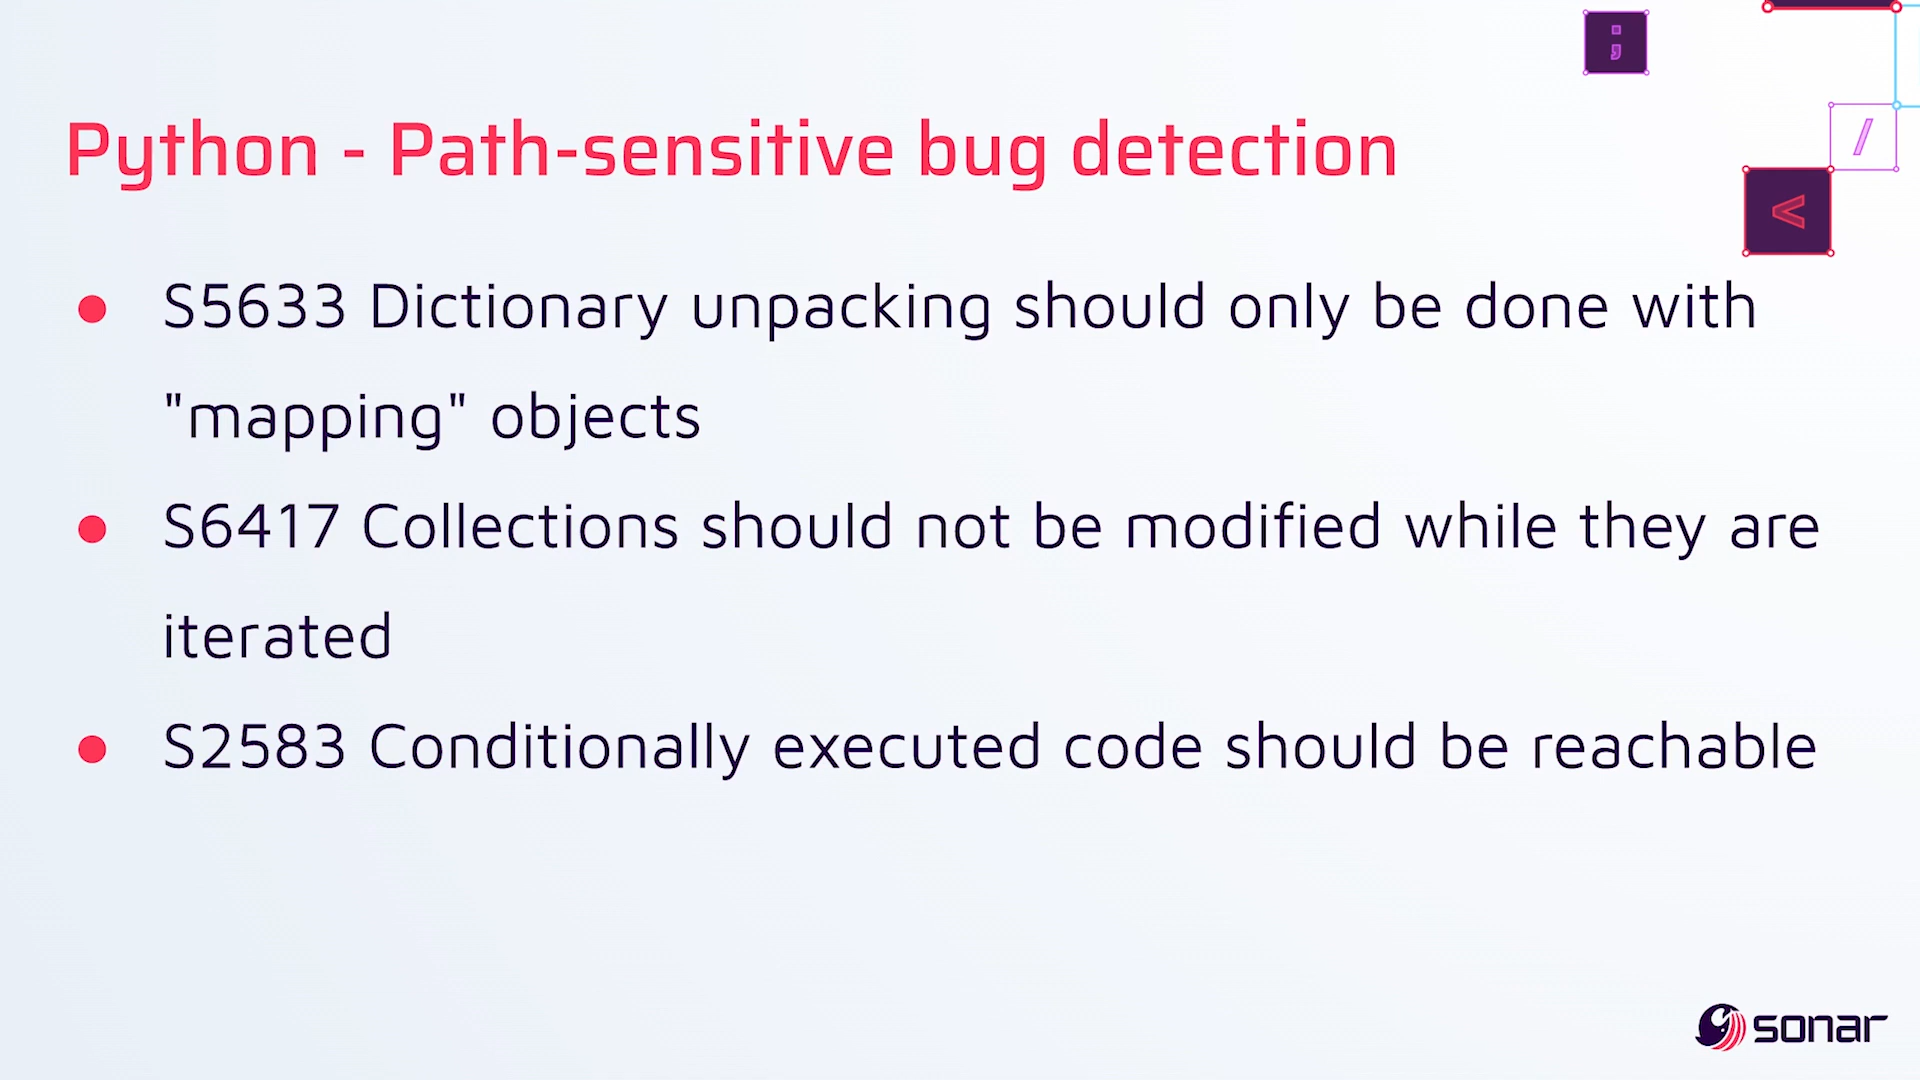 ;
/
<
Python - Path-sensitive bug detection
S5633 Dictionary unpacking should only be done with
"mapping" objects
S6417 Collections should not be modified while they are
iterated
S2583 Conditionally executed code should be reachable
sonar